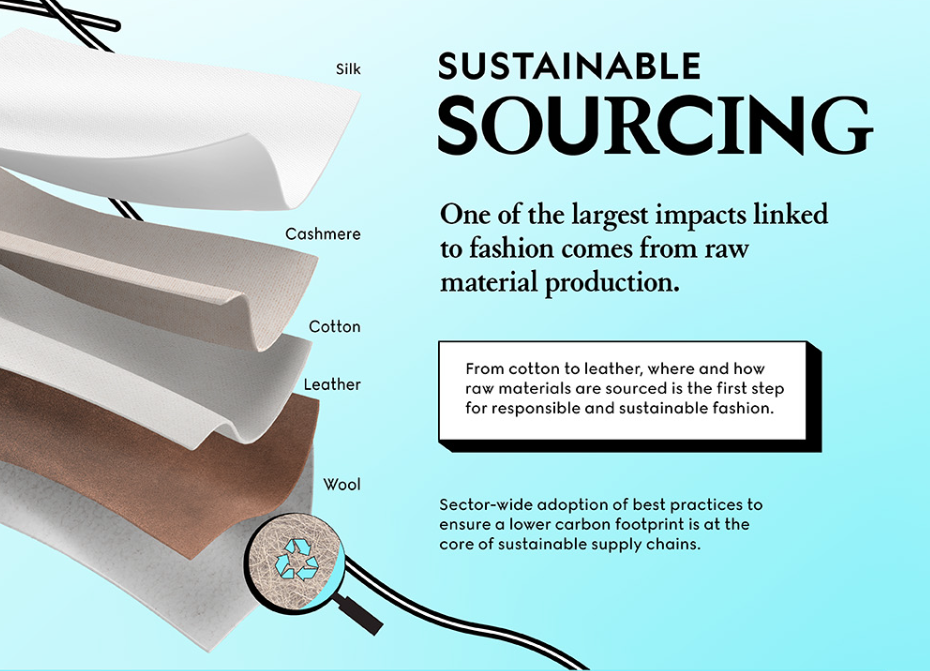 Silk
Cashmere
Cotton
Leather
Wool
SUSTAINABLE
SOURCING
One of the largest impacts linked
to fashion comes from raw
material production.
From cotton to leather, where and how
raw materials are sourced is the first step
for responsible and sustainable fashion.
Sector-wide adoption of best practices to
ensure a lower carbon footprint is at the
core of sustainable supply chains.